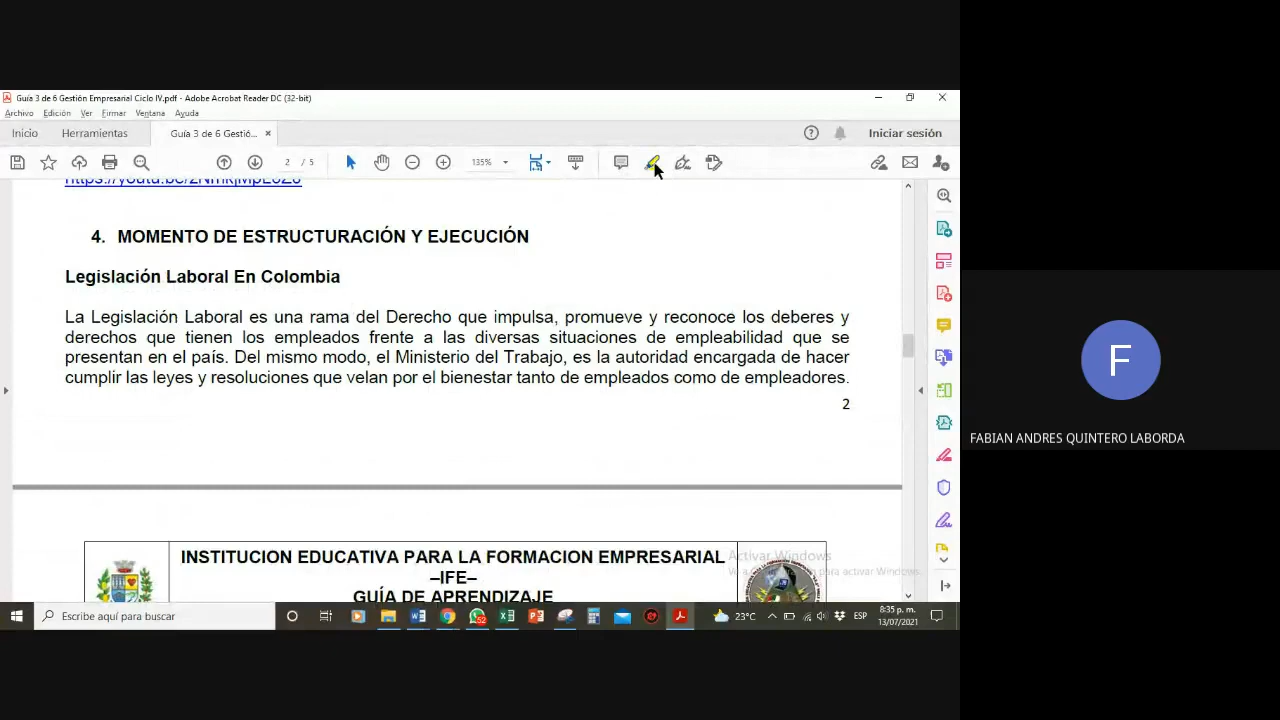 Guía 3 de 6 Gestión Empresarial Ciclo IV.pdf - Adobe Acrobat Reader DC (32-bit)
Archivo Edición Ver Firmar Ventana Ayuda
Inicio Herramientas Guía 3 de 6 Gestió... × Iniciar sesión
2 / 5 135%
4. MOMENTO DE ESTRUCTURACIÓN Y EJECUCIÓN
Legislación Laboral En Colombia
La Legislación Laboral es una rama del Derecho que impulsa, promueve y reconoce los deberes y
derechos que tienen los empleados frente a las diversas situaciones de empleabilidad que se
presentan en el país. Del mismo modo, el Ministerio del Trabajo, es la autoridad encargada de hacer
cumplir las leyes y resoluciones que velan por el bienestar tanto de empleados como de empleadores.
2
INSTITUCION EDUCATIVA PARA LA FORMACION EMPRESARIAL
–IFE–
GUÍA DE APRENDIZAJE
Activar Windows
para activar Windows.
Escribe aquí para buscar
52
23°C
ESP
8:35 p. m.
13/07/2021
F
FABIAN ANDRES QUINTERO LABORDA